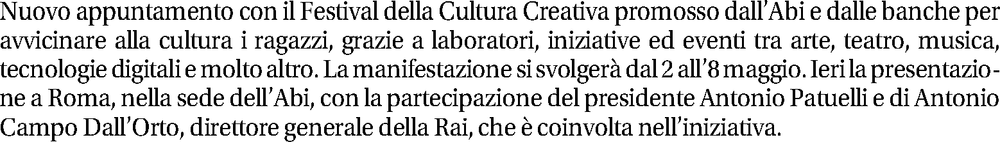 Nuovo appuntamento con il Festival della Cultura Creativa promosso dall’Abi e dalle banche per
avvicinare alla cultura i ragazzi, grazie a laboratori, iniziative ed eventi tra arte, teatro, musica,
tecnologie digitali e molto altro. La manifestazione si svolgerà dal 2 all’8 maggio. Ieri la presentazio-
ne a Roma, nella sede dell’Abi, con la partecipazione del presidente Antonio Patuelli e di Antonio
Campo Dall’Orto, direttore generale della Rai, che è coinvolta nell’iniziativa.